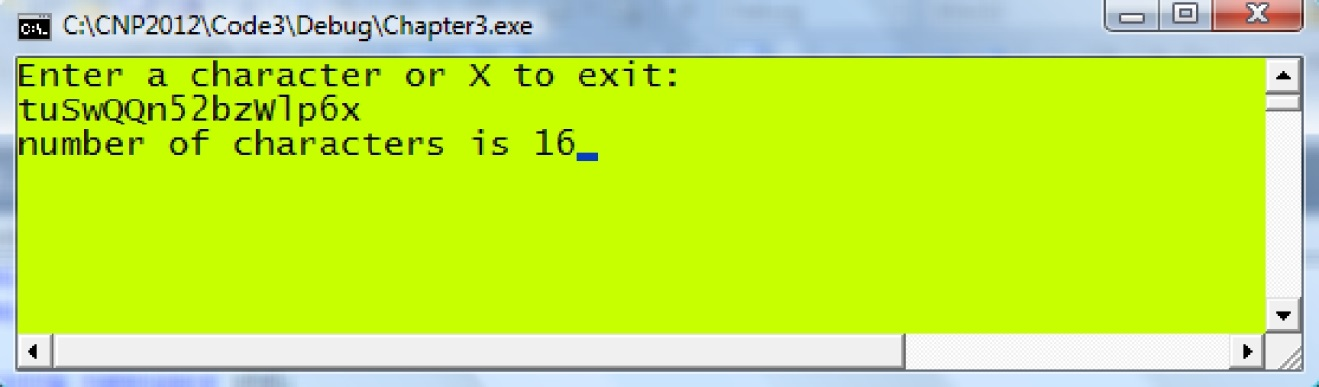 C:\CNP2012\Code3\Debug\Chapter3.exe
Enter a character or X to exit:
tuSwQQn52bzWlp6x
number of characters is 16